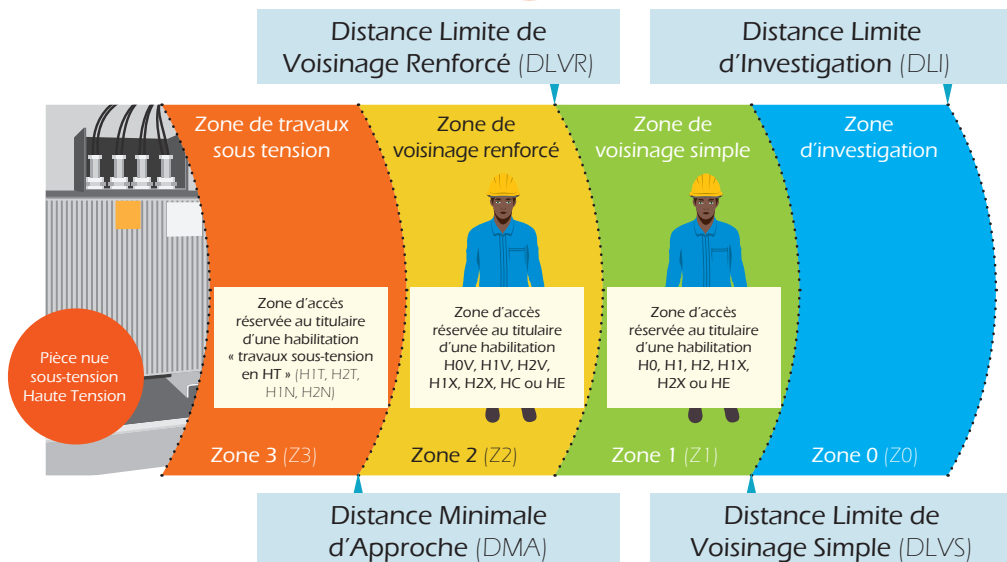 Distance Limite de
Voisinage Renforcé (DLVR)
Distance Limite
d'Investigation (DLI)
Zone de travaux
sous tension
Zone de
voisinage renforcé
Zone de
voisinage simple
Zone
d'investigation
Pièce nue
sous-tension
Haute Tension
Zone d'accès
réservée au titulaire
d'une habilitation
« travaux sous-tension
en HT » (H1T, H2T,
H1N, H2N)
Zone d'accès
réservée au titulaire
d'une habilitation
H0V, H1V, H2V,
H1X, H2X, HC ou HE
Zone d'accès
réservée au titulaire
d'une habilitation
H0, H1, H2, H1X,
H2X ou HE
Zone 3 (Z3)
Zone 2 (Z2)
Zone 1 (Z1)
Zone 0 (Z0)
Distance Minimale
d'Approche (DMA)
Distance Limite de
Voisinage Simple (DLVS)